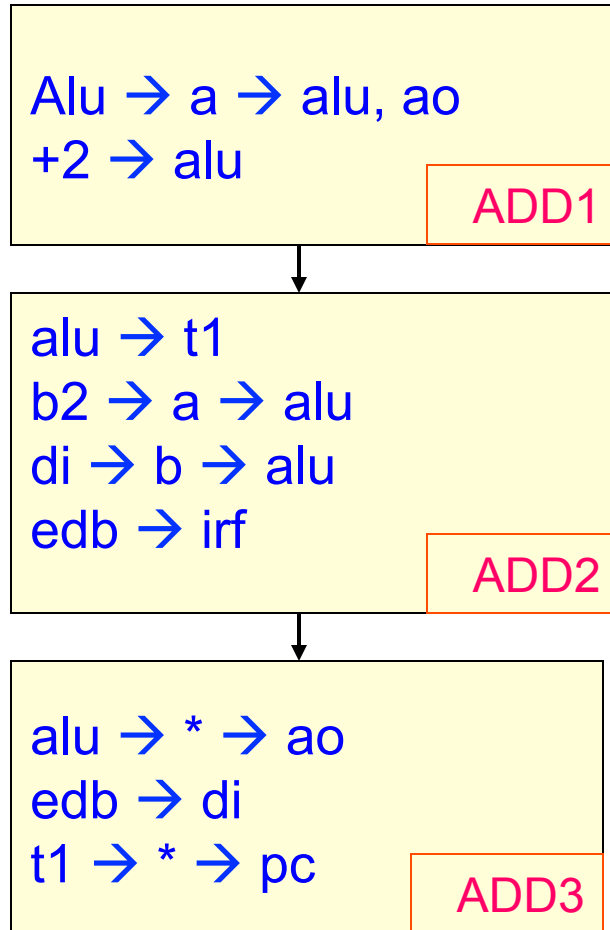 Alu → a → alu, ao
+2 → alu
ADD1
alu → t1
b2 → a → alu
di → b → alu
edb → irf
ADD2
alu → * → ao
edb → di
t1 → * → pc
ADD3